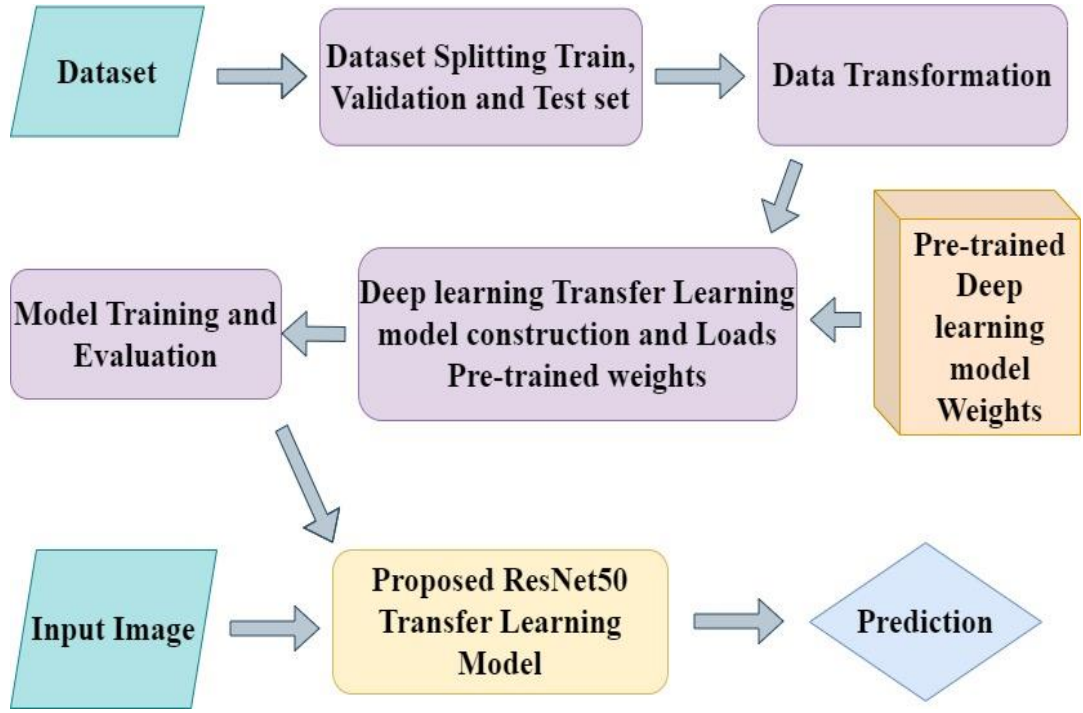 Dataset
Dataset Splitting Train,
Validation and Test set
Data Transformation
Pre-trained
Deep
learning
model
Weights
Deep learning Transfer Learning
model construction and Loads
Pre-trained weights
Model Training and
Evaluation
Input Image
Proposed ResNet50
Transfer Learning
Model
Prediction